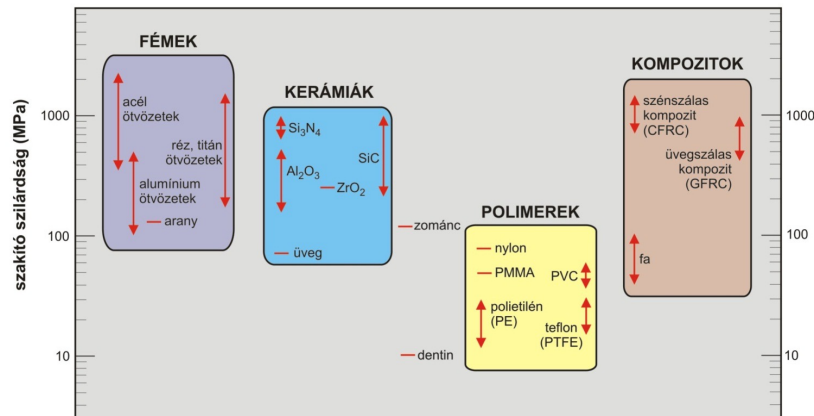 szakító szilárdság (MPa)
1000
100
10
FÉMEK
acél
ötvözetek
réz, titán
ötvözetek
alumínium
ötvözetek
arany
KERÁMIÁK
Si₃N₄
Al₂O₃
SiC
ZrO₂
üveg
zománc
dentin
POLIMEREK
nylon
PMMA
PVC
polietilén
(PE)
teflon
(PTFE)
KOMPOZITOK
szénszálas
kompozit
(CFRC)
üvegszálas
kompozit
(GFRC)
fa
1000
100
10